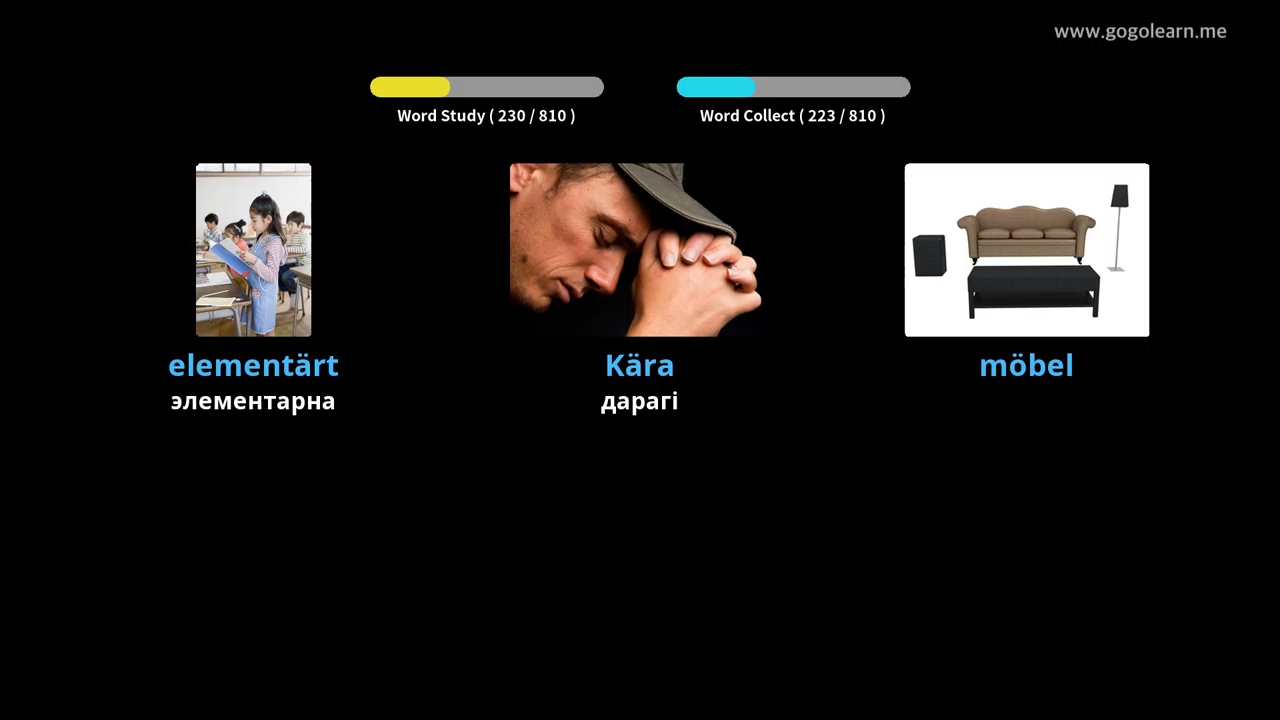 www.gogolearn.me
Word Study ( 230 / 810 )
Word Collect ( 223 / 810 )
elementärt
элементарна
Kära
дарагі
möbel